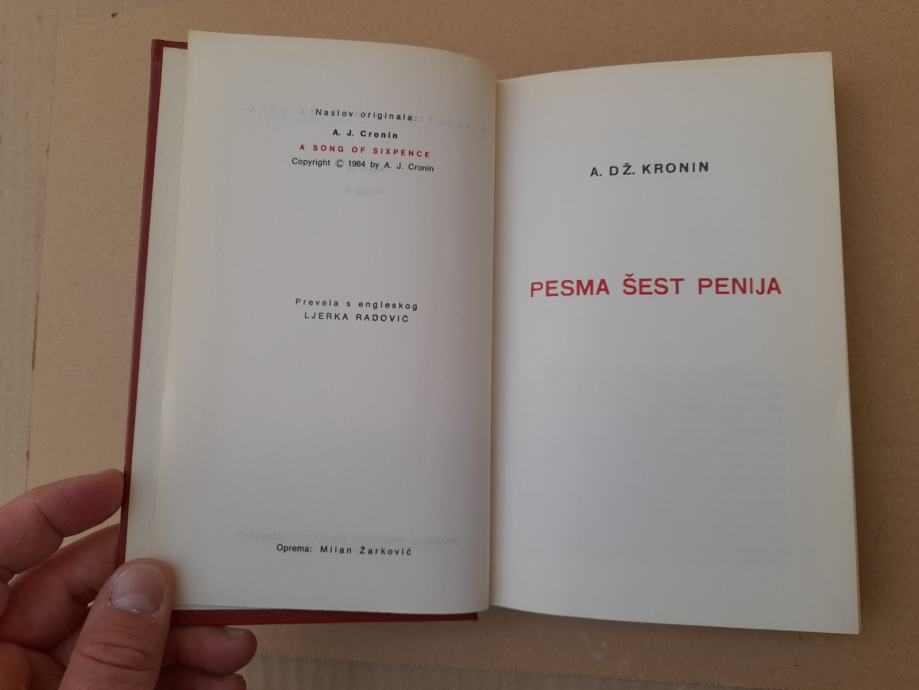 Naslov originala:
A. J. Cronin
A SONG OF SIXPENCE
Copyright © 1964 by A. J. Cronin
Prevela s engleskog
LJERKA RADOVIĆ
Oprema: Milan Žarković
A. DŽ. KRONIN
PESMA ŠEST PENIJA